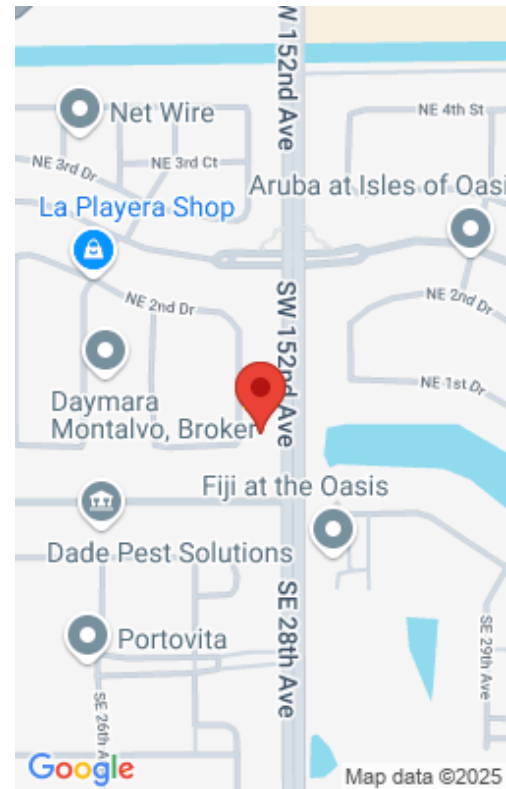 SW 152nd Ave
Net Wire
NE 4th St
NE 3rd Dr
NE 3rd Ct
Aruba at Isles of Oasi
La Playera Shop
NE 2nd Dr
SW 152nd Ave
NE 2nd Dr
NE 1st Dr
Daymara
Montalvo, Broker
Fiji at the Oasis
Dade Pest Solutions
SE 28th Ave
Portovita
SE 29th Ave
SE 26th A
Google
Map data ©2025